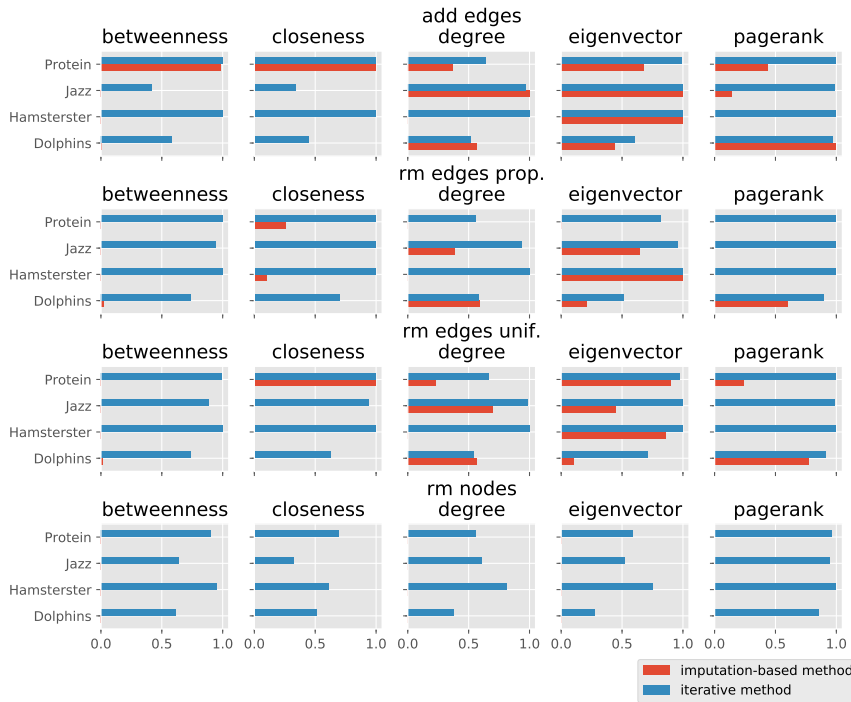 add edges
betweenness closeness degree eigenvector pagerank
Protein
Jazz
Hamsterster
Dolphins
rm edges prop.
betweenness closeness degree eigenvector pagerank
Protein
Jazz
Hamsterster
Dolphins
rm edges unif.
betweenness closeness degree eigenvector pagerank
Protein
Jazz
Hamsterster
Dolphins
rm nodes
betweenness closeness degree eigenvector pagerank
Protein
Jazz
Hamsterster
Dolphins
0.0 0.5 1.0 0.0 0.5 1.0 0.0 0.5 1.0 0.0 0.5 1.0 0.0 0.5 1.0
imputation-based method
iterative method